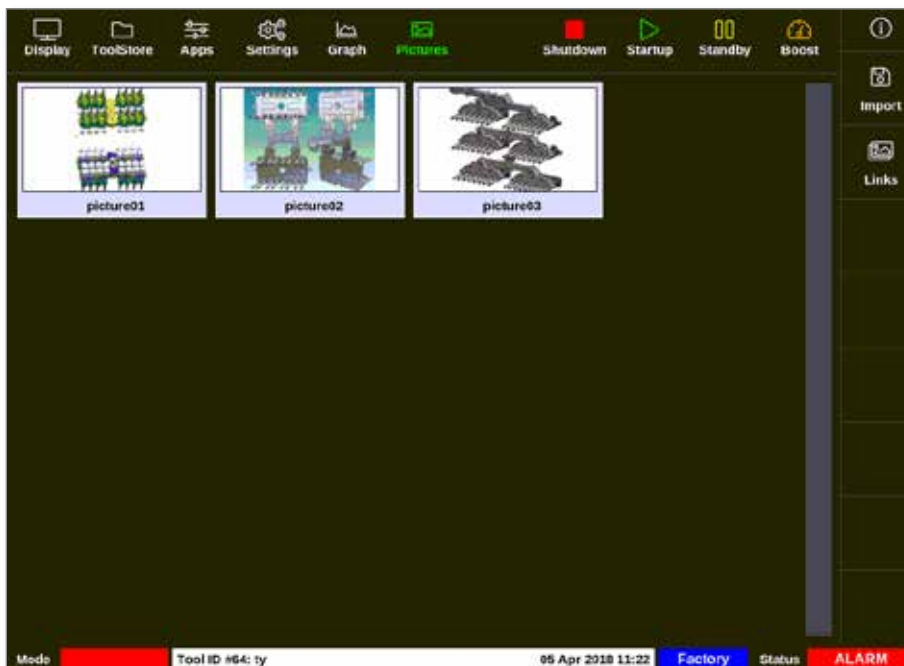 Display ToolStore Apps Settings Graph Pictures Shutdown Startup Standby Boost
Import
Links
picture01 picture02 picture03
Mode Tool ID #64: ty 05 Apr 2018 11:22 Factory Status ALARM